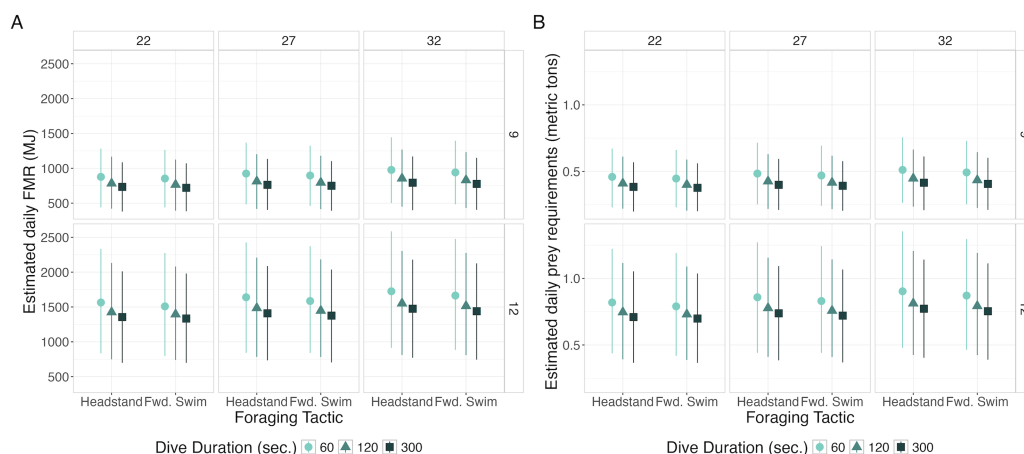 A
22 27 32
Estimated daily FMR (MJ)
2500
2000
1500
1000
500
9
2500
2000
1500
1000
500
12
Headstand Fwd. Swim Headstand Fwd. Swim Headstand Fwd. Swim
Foraging Tactic
Dive Duration (sec.) 60 120 300
B
22 27 32
Estimated daily prey requirements (metric tons)
1.0
0.5
1.0
0.5
12
Headstand Fwd. Swim Headstand Fwd. Swim Headstand Fwd. Swim
Foraging Tactic
Dive Duration (sec.) 60 120 300